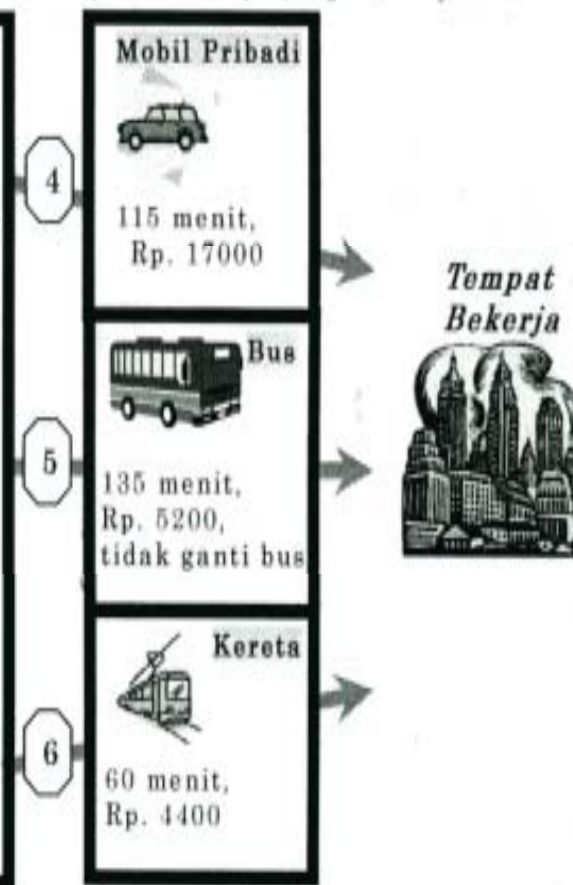 Mobil Pribadi
4
115 menit,
Rp. 17000
Tempat
Bekerja
Bus
5
135 menit,
Rp. 5200,
tidak ganti bus
Kereta
6
60 menit,
Rp. 4400